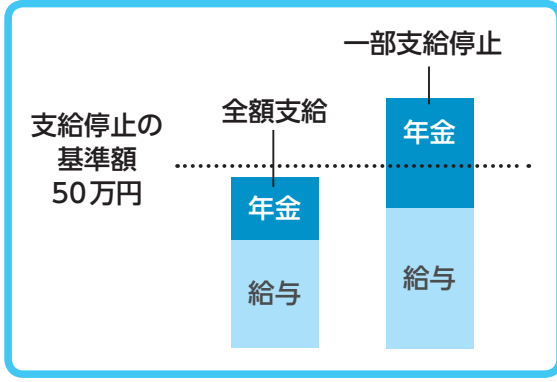 一部支給停止
全額支給
支給停止の
基準額
50万円
年金
年金
給与
給与